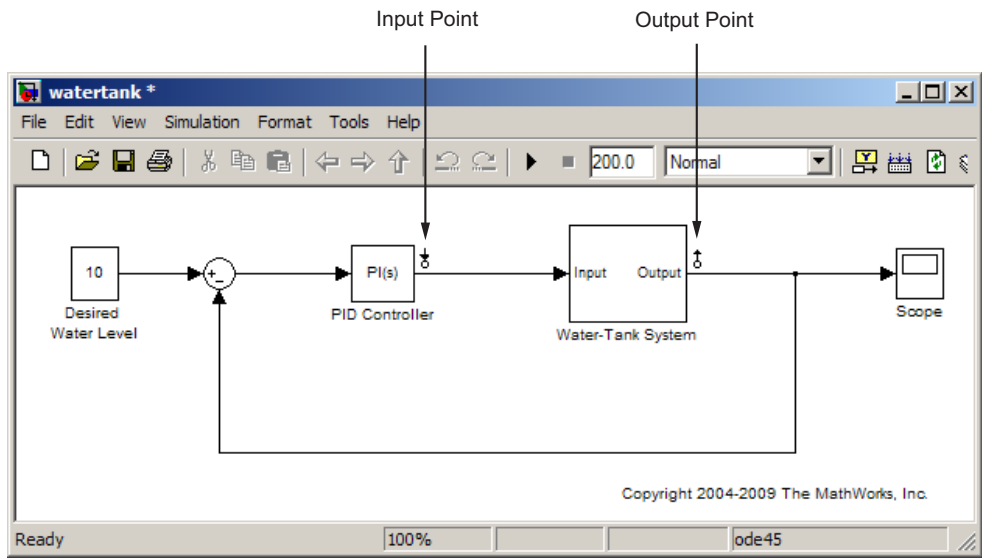 Input Point
Output Point
watertank *
File Edit View Simulation Format Tools Help
200.0
Normal
10
+
−
PI(s)
Input
Output
Desired
Water Level
PID Controller
Water-Tank System
Scope
Copyright 2004-2009 The MathWorks, Inc.
Ready
100%
ode45